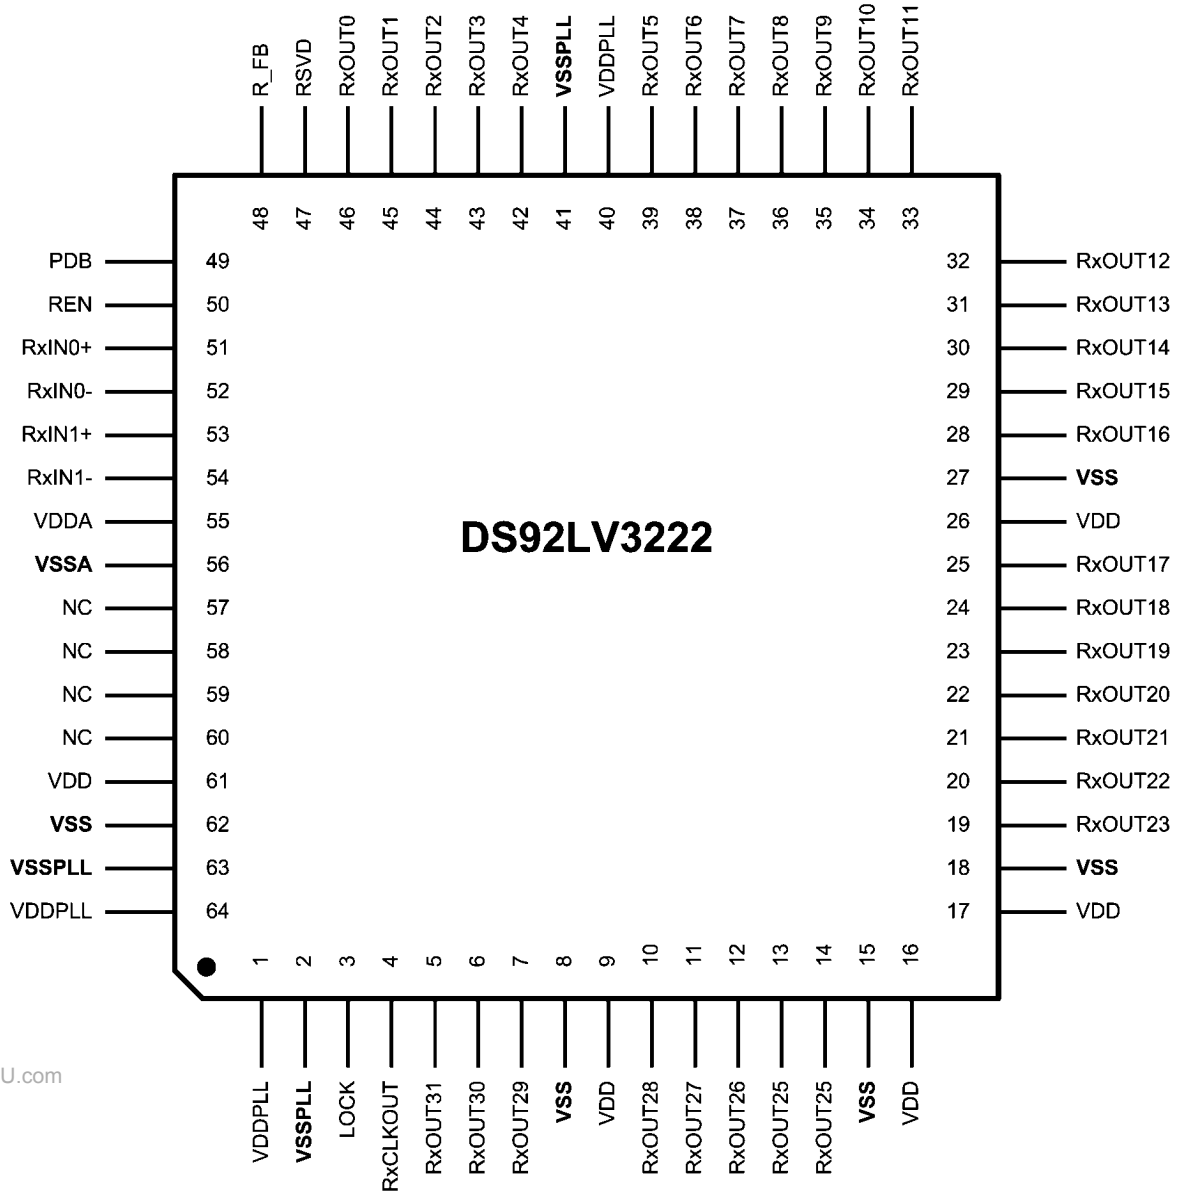 R_FB
RSVD
RxOUT0
RxOUT1
RxOUT2
RxOUT3
RxOUT4
VSSPLL
VDDPLL
RxOUT5
RxOUT6
RxOUT7
RxOUT8
RxOUT9
RxOUT10
RxOUT11
48
47
46
45
44
43
42
41
40
39
38
37
36
35
34
33
PDB 49
REN 50
RxIN0+ 51
RxIN0- 52
RxIN1+ 53
RxIN1- 54
VDDA 55
VSSA 56
NC 57
NC 58
NC 59
NC 60
VDD 61
VSS 62
VSSPLL 63
VDDPLL 64
DS92LV3222
32 RxOUT12
31 RxOUT13
30 RxOUT14
29 RxOUT15
28 RxOUT16
27 VSS
26 VDD
25 RxOUT17
24 RxOUT18
23 RxOUT19
22 RxOUT20
21 RxOUT21
20 RxOUT22
19 RxOUT23
18 VSS
17 VDD
1
2
3
4
5
6
7
8
9
10
11
12
13
14
15
16
VDDPLL
VSSPLL
LOCK
RxCLKOUT
RxOUT31
RxOUT30
RxOUT29
VSS
VDD
RxOUT28
RxOUT27
RxOUT26
RxOUT25
RxOUT25
VSS
VDD
U.com